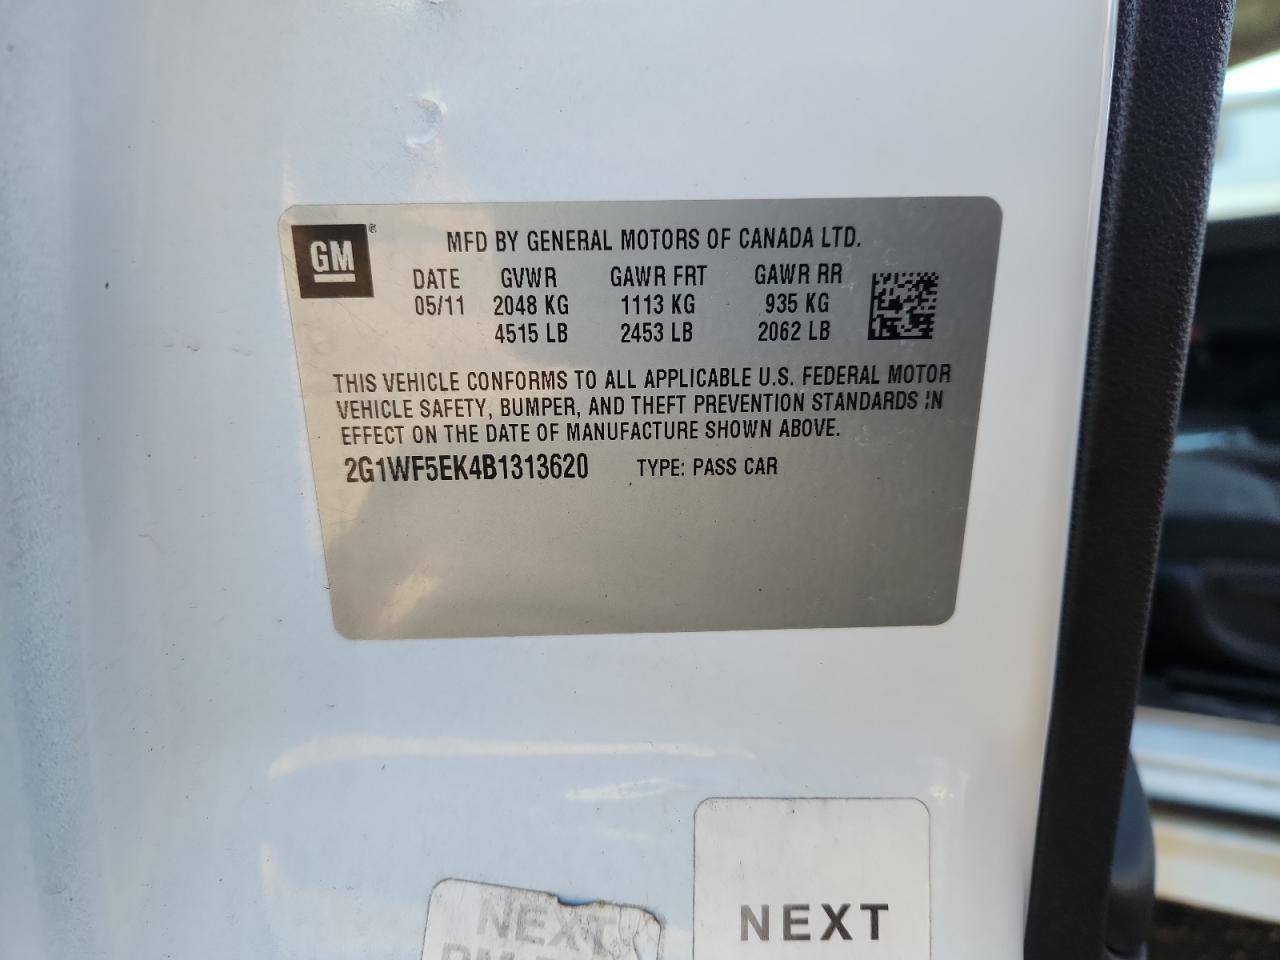 GM ®
MFD BY GENERAL MOTORS OF CANADA LTD.
DATE GVWR GAWR FRT GAWR RR
05/11 2048 KG 1113 KG 935 KG
4515 LB 2453 LB 2062 LB
THIS VEHICLE CONFORMS TO ALL APPLICABLE U.S. FEDERAL MOTOR
VEHICLE SAFETY, BUMPER, AND THEFT PREVENTION STANDARDS IN
EFFECT ON THE DATE OF MANUFACTURE SHOWN ABOVE.
2G1WF5EK4B1313620 TYPE: PASS CAR
NEXT
NEXT